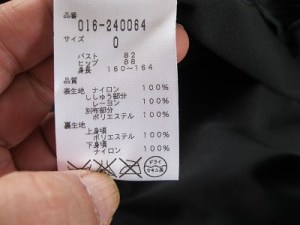 品番
016-240064
サイズ
0
バスト 82
ヒップ 88
身長 160~164
品質
表生地 ナイロン 100%
ししゅう部分
レーヨン 100%
別布部分
ポリエステル 100%
裏生地
上身頃
ポリエステル 100%
下身頃
ナイロン 100%
ドライ
セキユ系